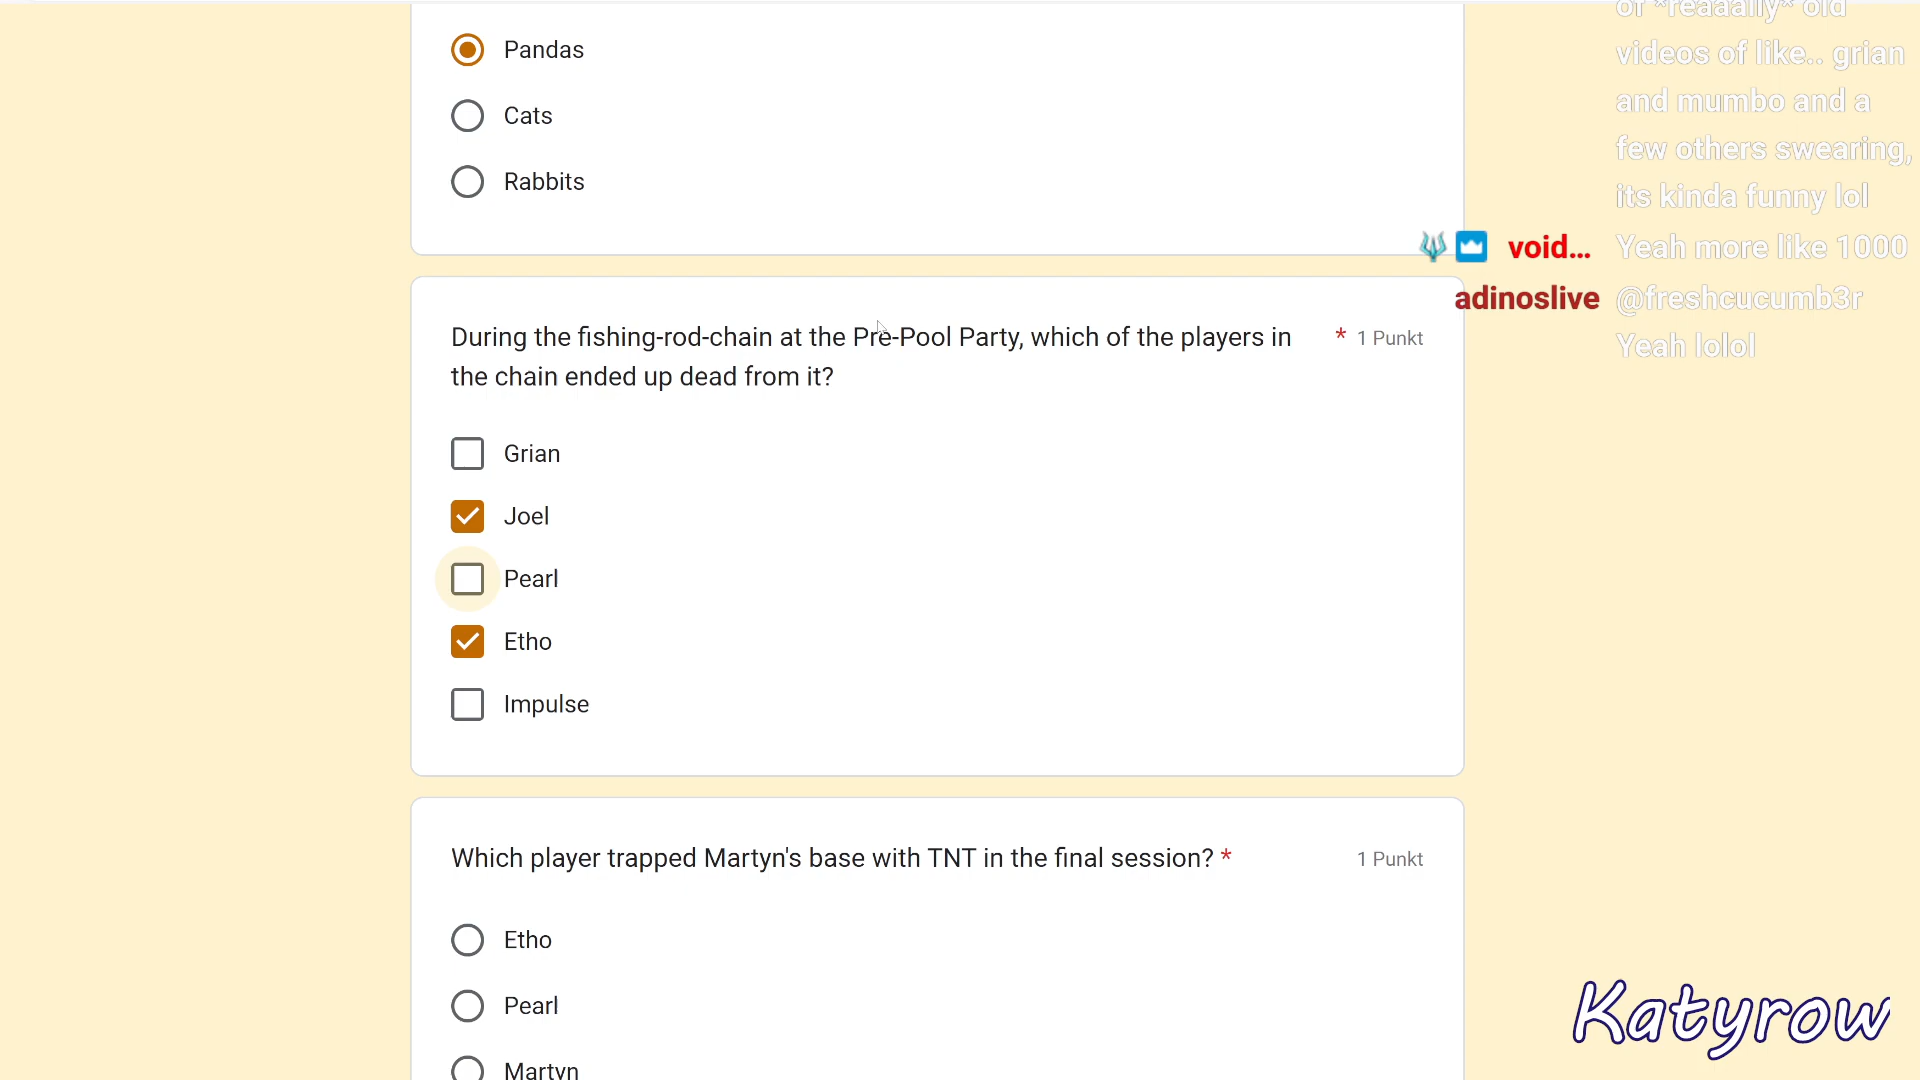 of *reaaally* old
videos of like.. grian
and mumbo and a
few others swearing,
its kinda funny lol
void... Yeah more like 1000
adinoslive @freshcucumb3r
Yeah lolol
Pandas
Cats
Rabbits
During the fishing-rod-chain at the Pre-Pool Party, which of the players in * 1 Punkt
the chain ended up dead from it?
Grian
Joel
Pearl
Etho
Impulse
Which player trapped Martyn's base with TNT in the final session? * 1 Punkt
Etho
Pearl
Martyn
Katyrow